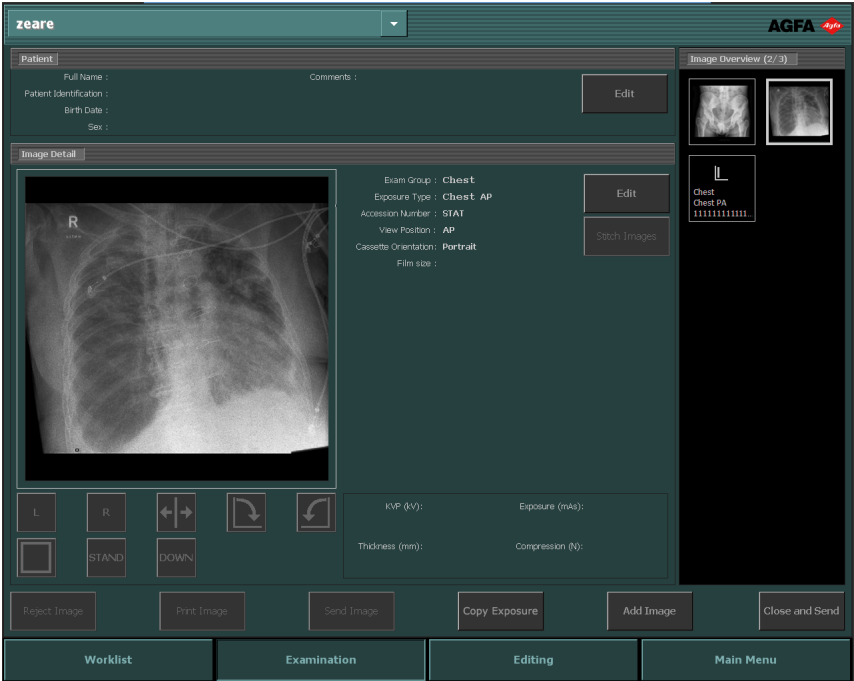 zeare
AGFA Agfa
Patient
Full Name :
Comments :
Patient Identification :
Birth Date :
Sex :
Edit
Image Overview (2/3)
Image Detail
R
Exam Group : Chest
Exposure Type : Chest AP
Accession Number : STAT
View Position : AP
Cassette Orientation: Portrait
Film size :
Edit
Stitch Images
L
Chest
Chest PA
111111111111...
L
R
STAND
DOWN
KVP (kV):
Exposure (mAs):
Thickness (mm):
Compression (N):
Reject Image
Print Image
Send Image
Copy Exposure
Add Image
Close and Send
Worklist
Examination
Editing
Main Menu